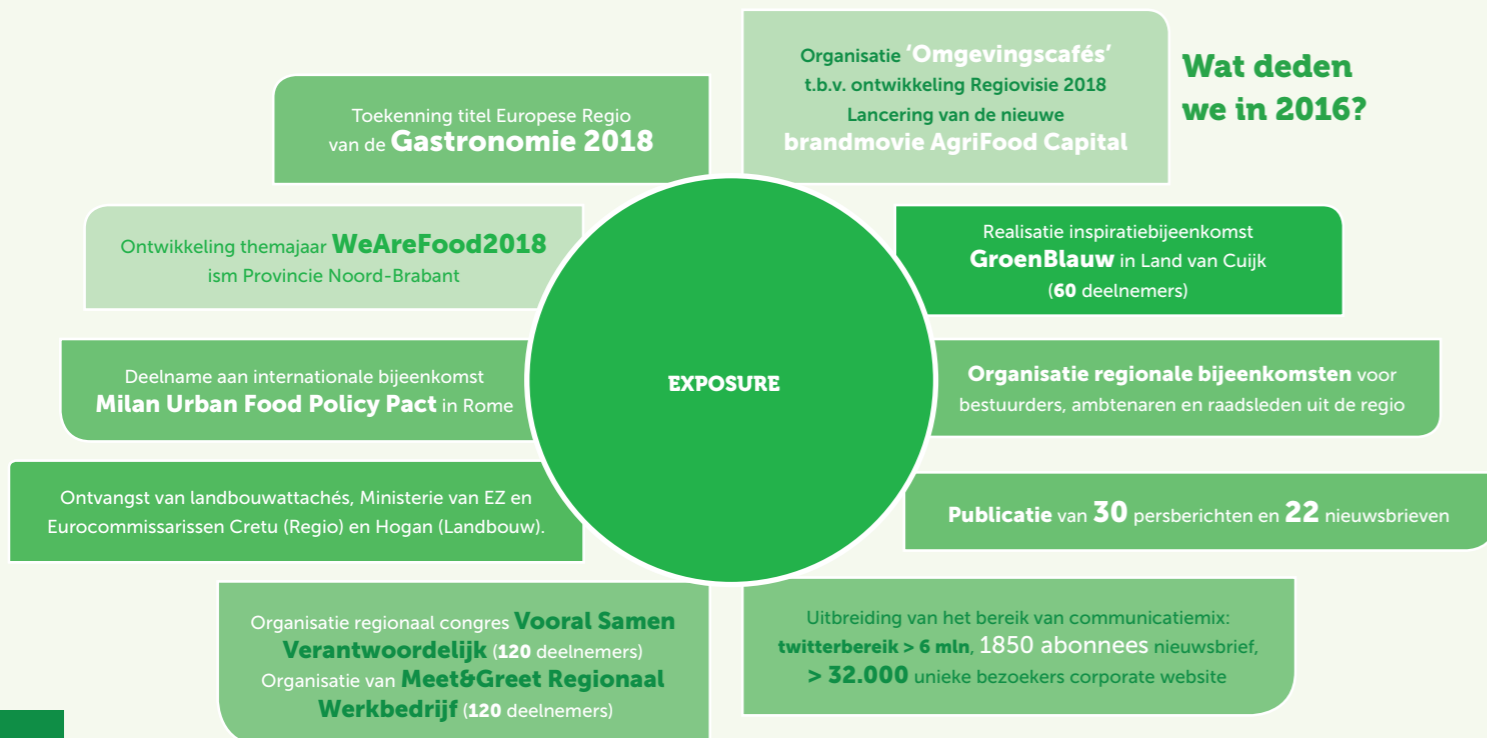 Wat deden
we in 2016?
Organisatie 'Omgevingscafés'
t.b.v. ontwikkeling Regiovisie 2018
Lancering van de nieuwe
brandmovie AgriFood Capital
Toekenning titel Europese Regio
van de Gastronomie 2018
Ontwikkeling themajaar WeAreFood2018
ism Provincie Noord-Brabant
Realisatie inspiratiebijeenkomst
GroenBlauw in Land van Cuijk
(60 deelnemers)
Deelname aan internationale bijeenkomst
Milan Urban Food Policy Pact in Rome
EXPOSURE
Organisatie regionale bijeenkomsten voor
bestuurders, ambtenaren en raadsleden uit de regio
Ontvangst van landbouwattachés, Ministerie van EZ en
Eurocommissarissen Cretu (Regio) en Hogan (Landbouw).
Publicatie van 30 persberichten en 22 nieuwsbrieven
Organisatie regionaal congres Vooral Samen
Verantwoordelijk (120 deelnemers)
Organisatie van Meet&Greet Regionaal
Werkbedrijf (120 deelnemers)
Uitbreiding van het bereik van communicatiemix:
twitterbereik > 6 mln, 1850 abonnees nieuwsbrief,
> 32.000 unieke bezoekers corporate website